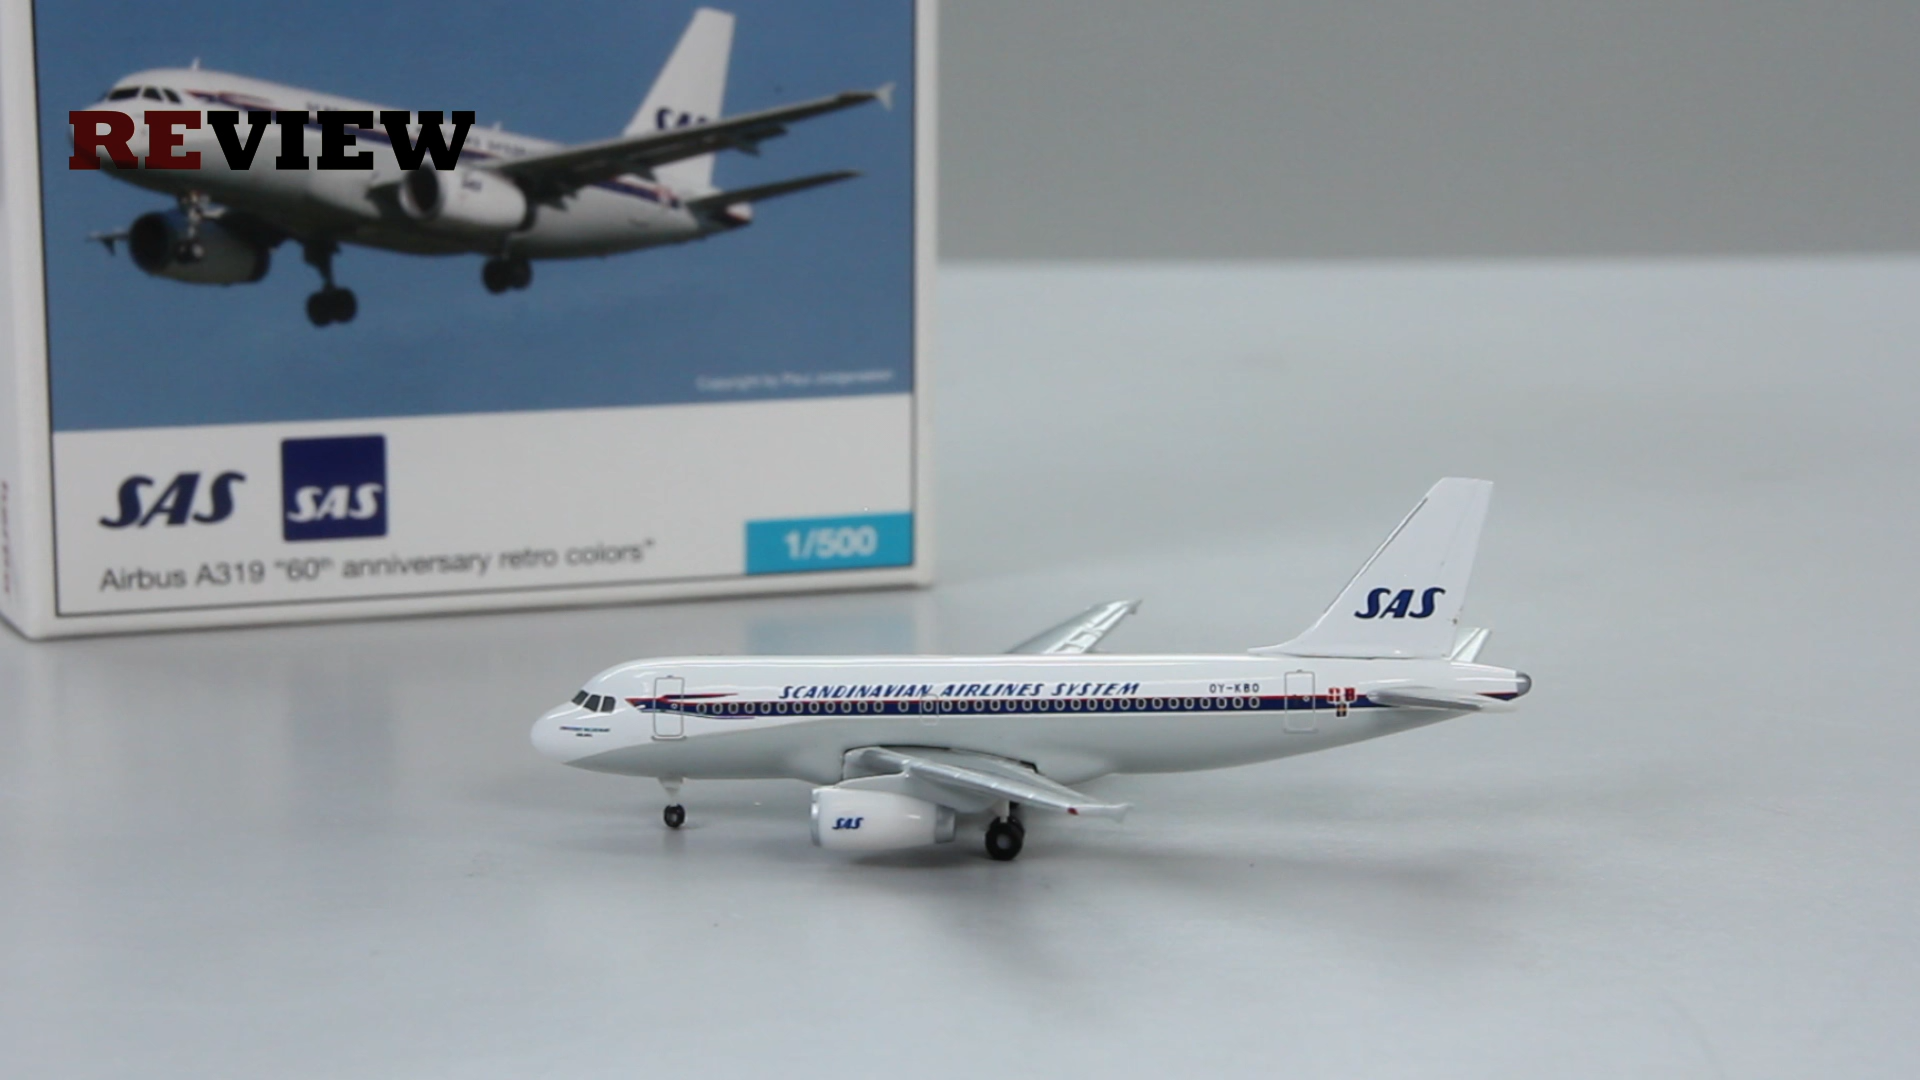 REVIEW
SAS
SAS
SAS
Airbus A319 "60th anniversary retro colors"
1/500
SAS
SCANDINAVIAN AIRLINES SYSTEM
OY-KBO
SAS